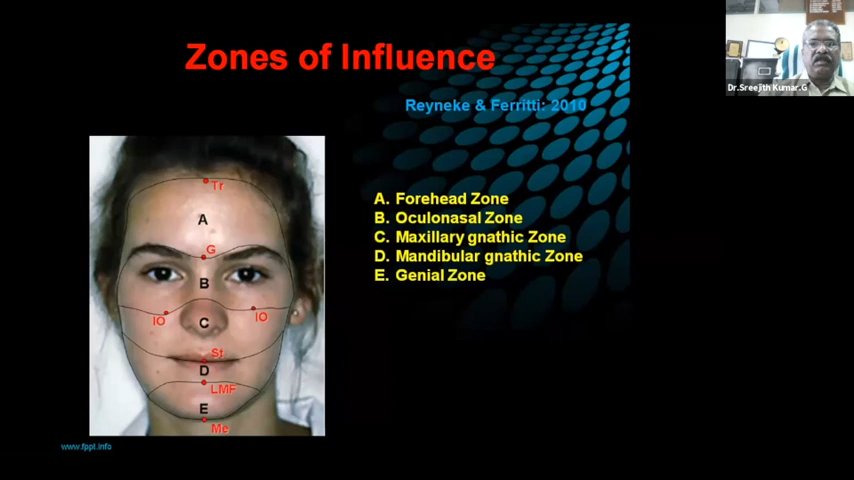 Zones of Influence
Reyneke & Ferritti: 2010
Dr.Sreejith Kumar.G
Tr
A
G
B
IO
IO
C
St
D
LMF
E
Me
A. Forehead Zone
B. Oculonasal Zone
C. Maxillary gnathic Zone
D. Mandibular gnathic Zone
E. Genial Zone
www.fppt.info